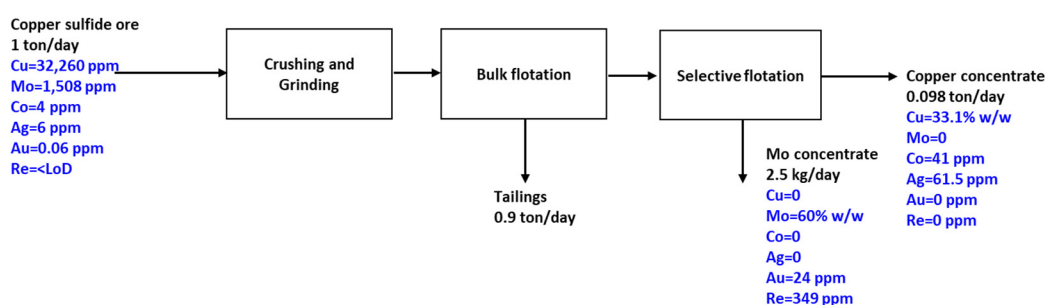 Copper sulfide ore
1 ton/day
Cu=32,260 ppm
Mo=1,508 ppm
Co=4 ppm
Ag=6 ppm
Au=0.06 ppm
Re=<LoD
Crushing and
Grinding
Bulk flotation
Selective flotation
Tailings
0.9 ton/day
Mo concentrate
2.5 kg/day
Cu=0
Mo=60% w/w
Co=0
Ag=0
Au=24 ppm
Re=349 ppm
Copper concentrate
0.098 ton/day
Cu=33.1% w/w
Mo=0
Co=41 ppm
Ag=61.5 ppm
Au=0 ppm
Re=0 ppm